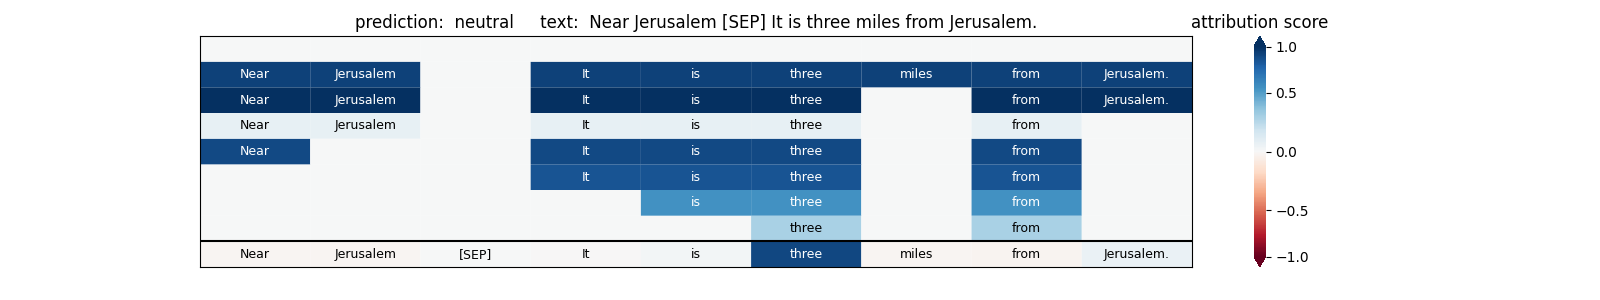 prediction: neutral text: Near Jerusalem [SEP] It is three miles from Jerusalem. attribution score
Near Jerusalem It is three miles from Jerusalem.
Near Jerusalem It is three from Jerusalem.
Near Jerusalem It is three from
Near It is three from
It is three from
is three from
three from
Near Jerusalem [SEP] It is three miles from Jerusalem.
1.0
0.5
0.0
−0.5
−1.0